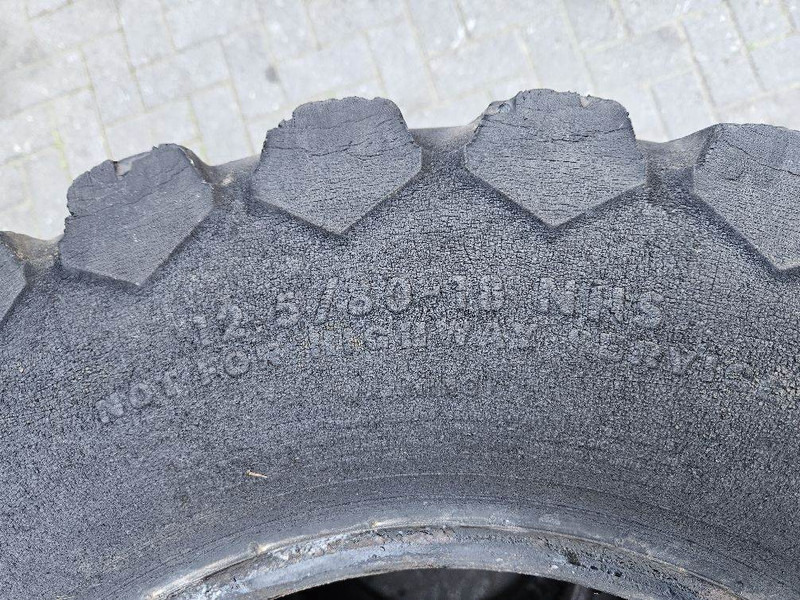 12.5/80-18 NHS
NOT FOR HIGHWAY SERVICE